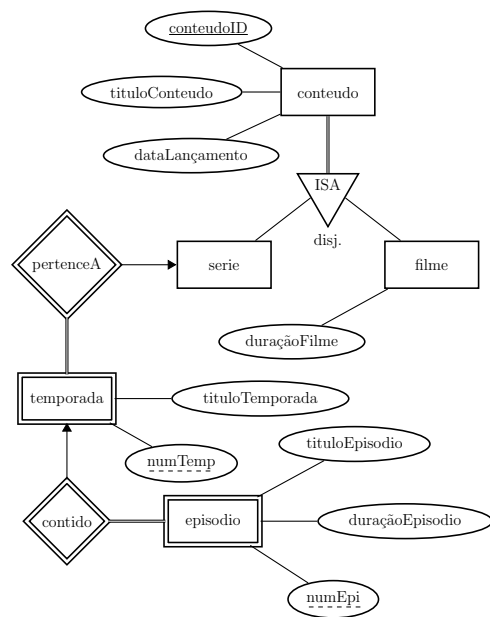 conteudoID
tituloConteudo
conteudo
dataLançamento
ISA
disj.
pertenceA
serie
filme
duraçãoFilme
temporada
tituloTemporada
tituloEpisodio
numTemp
contido
episodio
duraçãoEpisodio
numEpi